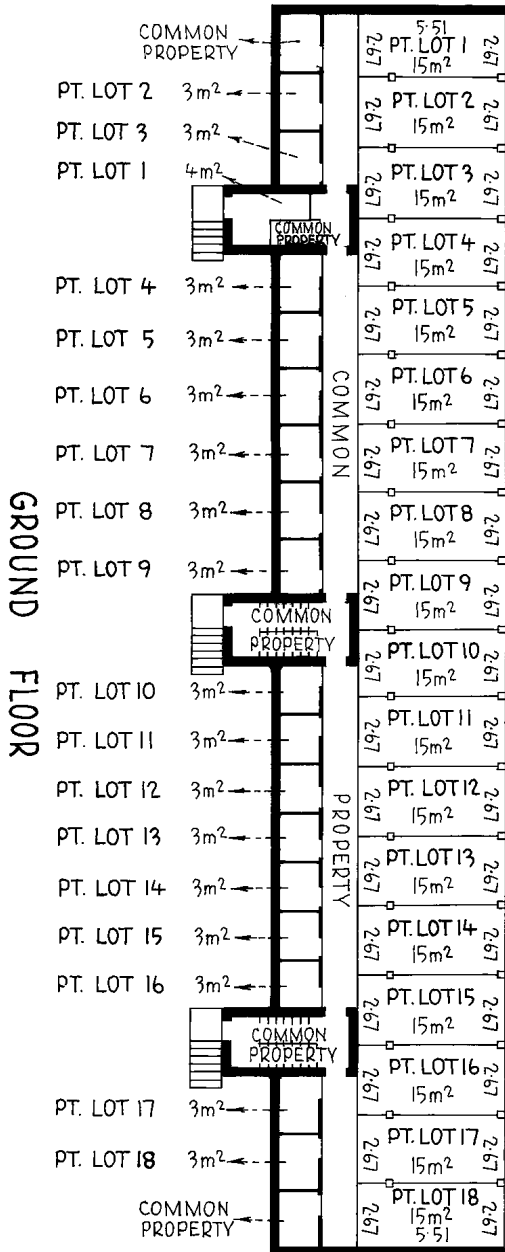 COMMON
PROPERTY
PT. LOT 2 3m²
PT. LOT 3 3m²
PT. LOT 1 4m²
COMMON
PROPERTY
PT. LOT 4 3m²
PT. LOT 5 3m²
PT. LOT 6 3m²
PT. LOT 7 3m²
PT. LOT 8 3m²
PT. LOT 9 3m²
COMMON
PROPERTY
PT. LOT 10 3m²
PT. LOT 11 3m²
PT. LOT 12 3m²
PT. LOT 13 3m²
PT. LOT 14 3m²
PT. LOT 15 3m²
PT. LOT 16 3m²
COMMON
PROPERTY
PT. LOT 17 3m²
PT. LOT 18 3m²
COMMON
PROPERTY
GROUND FLOOR
COMMON PROPERTY
5·51
2·67 PT. LOT 1 2·67
15m²
2·67 PT. LOT 2 2·67
15m²
2·67 PT. LOT 3 2·67
15m²
2·67 PT. LOT 4 2·67
15m²
2·67 PT. LOT 5 2·67
15m²
2·67 PT. LOT 6 2·67
15m²
2·67 PT. LOT 7 2·67
15m²
2·67 PT. LOT 8 2·67
15m²
2·67 PT. LOT 9 2·67
15m²
2·67 PT. LOT 10 2·67
15m²
2·67 PT. LOT 11 2·67
15m²
2·67 PT. LOT 12 2·67
15m²
2·67 PT. LOT 13 2·67
15m²
2·67 PT. LOT 14 2·67
15m²
2·67 PT. LOT 15 2·67
15m²
2·67 PT. LOT 16 2·67
15m²
2·67 PT. LOT 17 2·67
15m²
2·67 PT. LOT 18 2·67
15m²
5·51